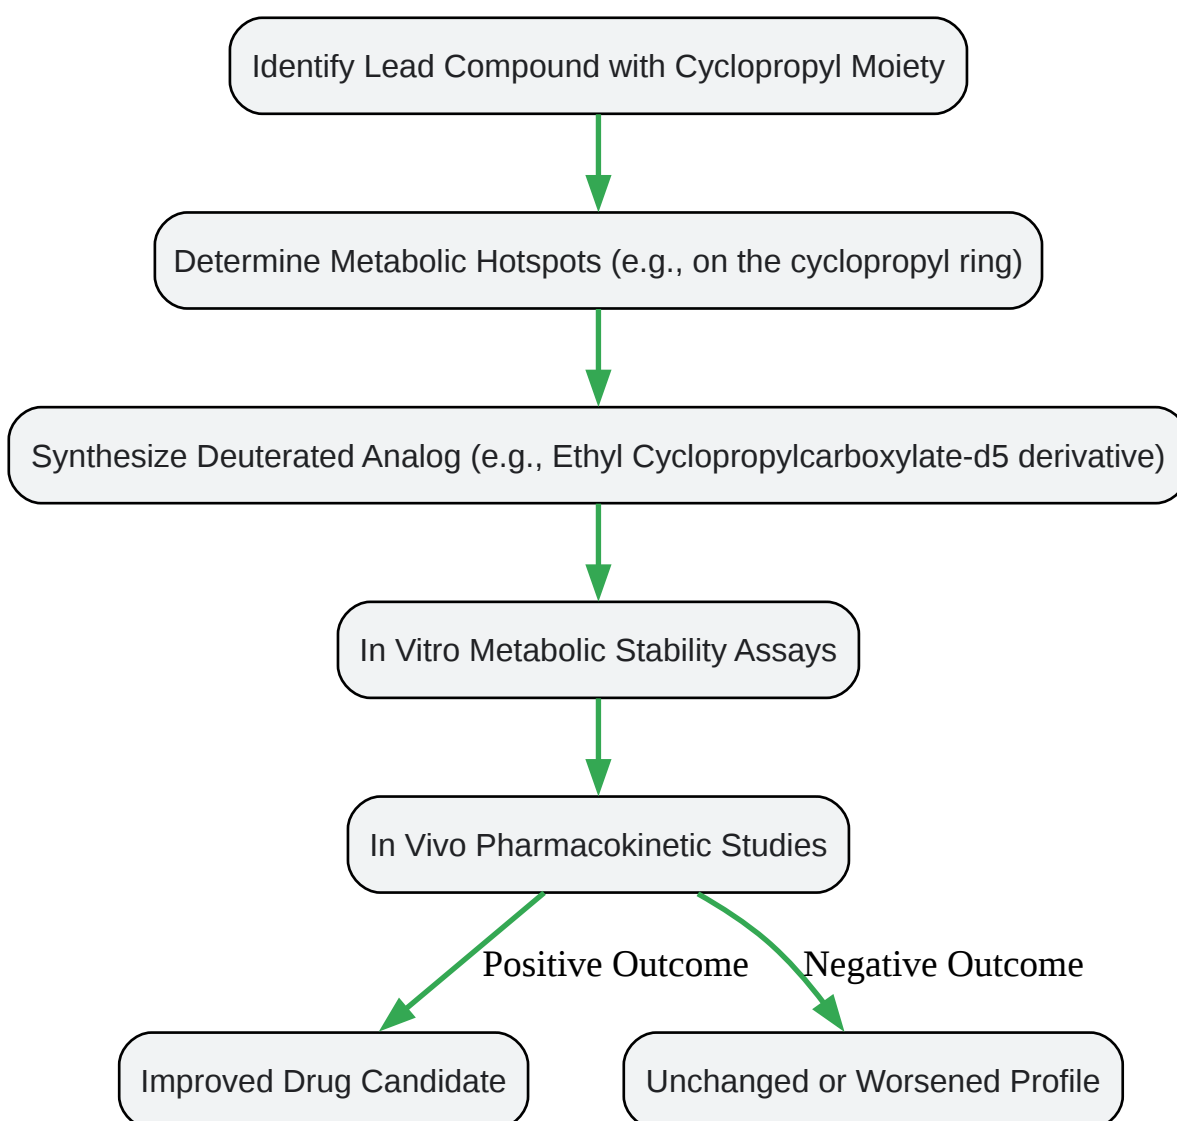 Identify Lead Compound with Cyclopropyl Moiety
Determine Metabolic Hotspots (e.g., on the cyclopropyl ring)
Synthesize Deuterated Analog (e.g., Ethyl Cyclopropylcarboxylate-d5 derivative)
In Vitro Metabolic Stability Assays
In Vivo Pharmacokinetic Studies
Positive Outcome
Negative Outcome
Improved Drug Candidate
Unchanged or Worsened Profile